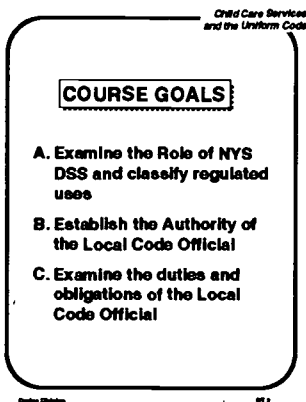 Child Care Services
and the Uniform Code
COURSE GOALS
A. Examine the Role of NYS
DSS and classify regulated
uses
B. Establish the Authority of
the Local Code Official
C. Examine the duties and
obligations of the Local
Code Official